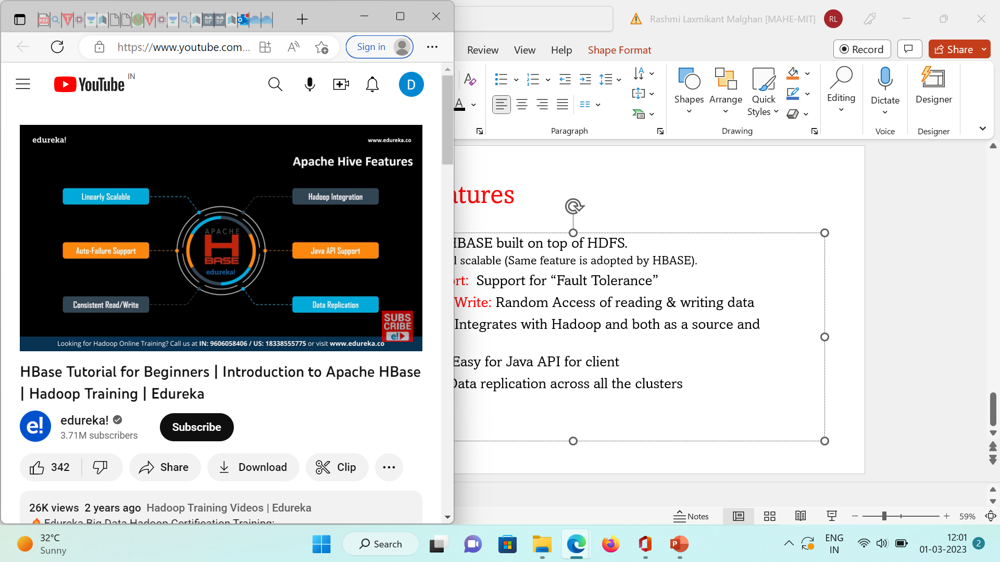 https://www.youtube.com...
Sign in
YouTube IN
D
edureka!
www.edureka.co
Apache Hive Features
Linearly Scalable
Hadoop Integration
APACHE
H
BASE
edureka!
Auto-Failure Support
Java API Support
Consistent Read/Write
Data Replication
SUBS
CRIBE
e!
Looking for Hadoop Online Training? Call us at IN: 9606058406 / US: 18338555775 or visit www.edureka.co
HBase Tutorial for Beginners | Introduction to Apache HBase
| Hadoop Training | Edureka
e!
edureka!
3.71M subscribers
Subscribe
342
Share
Download
Clip
26K views 2 years ago Hadoop Training Videos | Edureka
Edureka Big Data Hadoop Certification Training:
Rashmi Laxmikant Malghan [MAHE-MIT]
RL
Review
View
Help
Shape Format
Record
Share
Shapes
Arrange
Quick
Styles
Editing
Dictate
Designer
Paragraph
Drawing
Voice
Designer
atures
HBASE built on top of HDFS.
l scalable (Same feature is adopted by HBASE).
rt: Support for “Fault Tolerance”
Write: Random Access of reading & writing data
Integrates with Hadoop and both as a source and
Easy for Java API for client
Data replication across all the clusters
Notes
59%
32°C
Sunny
Search
ENG
IN
12:01
01-03-2023
2